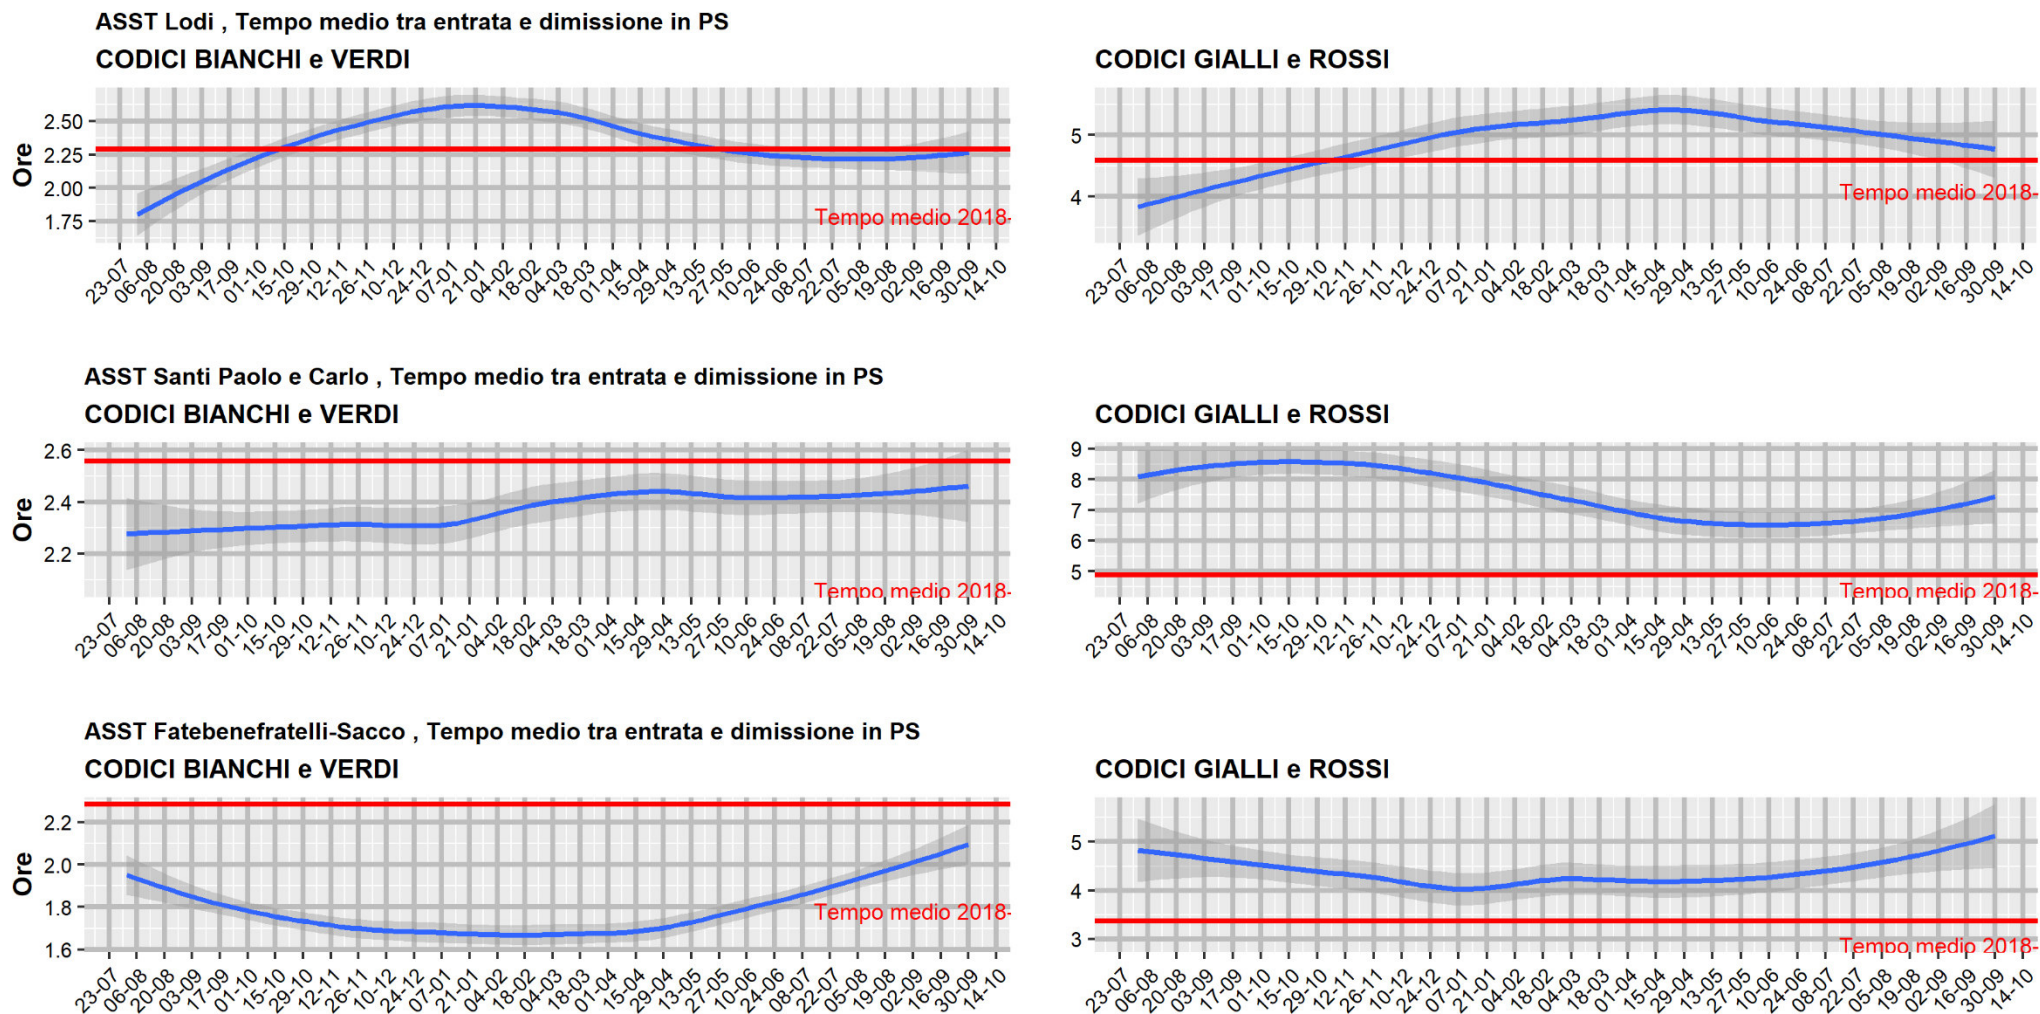 ASST Lodi , Tempo medio tra entrata e dimissione in PS
CODICI BIANCHI e VERDI
CODICI GIALLI e ROSSI
Ore
2.50
2.25
2.00
1.75
Tempo medio 2018-
23-07 06-08 20-08 03-09 17-09 01-10 15-10 29-10 12-11 26-11 10-12 24-12 07-01 21-01 04-02 18-02 04-03 18-03 01-04 15-04 29-04 13-05 27-05 10-06 24-06 08-07 22-07 05-08 19-08 02-09 16-09 30-09 14-10
5
4
Tempo medio 2018-
23-07 06-08 20-08 03-09 17-09 01-10 15-10 29-10 12-11 26-11 10-12 24-12 07-01 21-01 04-02 18-02 04-03 18-03 01-04 15-04 29-04 13-05 27-05 10-06 24-06 08-07 22-07 05-08 19-08 02-09 16-09 30-09 14-10
ASST Santi Paolo e Carlo , Tempo medio tra entrata e dimissione in PS
CODICI BIANCHI e VERDI
CODICI GIALLI e ROSSI
Ore
2.6
2.4
2.2
Tempo medio 2018-
23-07 06-08 20-08 03-09 17-09 01-10 15-10 29-10 12-11 26-11 10-12 24-12 07-01 21-01 04-02 18-02 04-03 18-03 01-04 15-04 29-04 13-05 27-05 10-06 24-06 08-07 22-07 05-08 19-08 02-09 16-09 30-09 14-10
9
8
7
6
5
Tempo medio 2018-
23-07 06-08 20-08 03-09 17-09 01-10 15-10 29-10 12-11 26-11 10-12 24-12 07-01 21-01 04-02 18-02 04-03 18-03 01-04 15-04 29-04 13-05 27-05 10-06 24-06 08-07 22-07 05-08 19-08 02-09 16-09 30-09 14-10
ASST Fatebenefratelli-Sacco , Tempo medio tra entrata e dimissione in PS
CODICI BIANCHI e VERDI
CODICI GIALLI e ROSSI
Ore
2.2
2.0
1.8
1.6
Tempo medio 2018-
23-07 06-08 20-08 03-09 17-09 01-10 15-10 29-10 12-11 26-11 10-12 24-12 07-01 21-01 04-02 18-02 04-03 18-03 01-04 15-04 29-04 13-05 27-05 10-06 24-06 08-07 22-07 05-08 19-08 02-09 16-09 30-09 14-10
5
4
3
Tempo medio 2018-
23-07 06-08 20-08 03-09 17-09 01-10 15-10 29-10 12-11 26-11 10-12 24-12 07-01 21-01 04-02 18-02 04-03 18-03 01-04 15-04 29-04 13-05 27-05 10-06 24-06 08-07 22-07 05-08 19-08 02-09 16-09 30-09 14-10